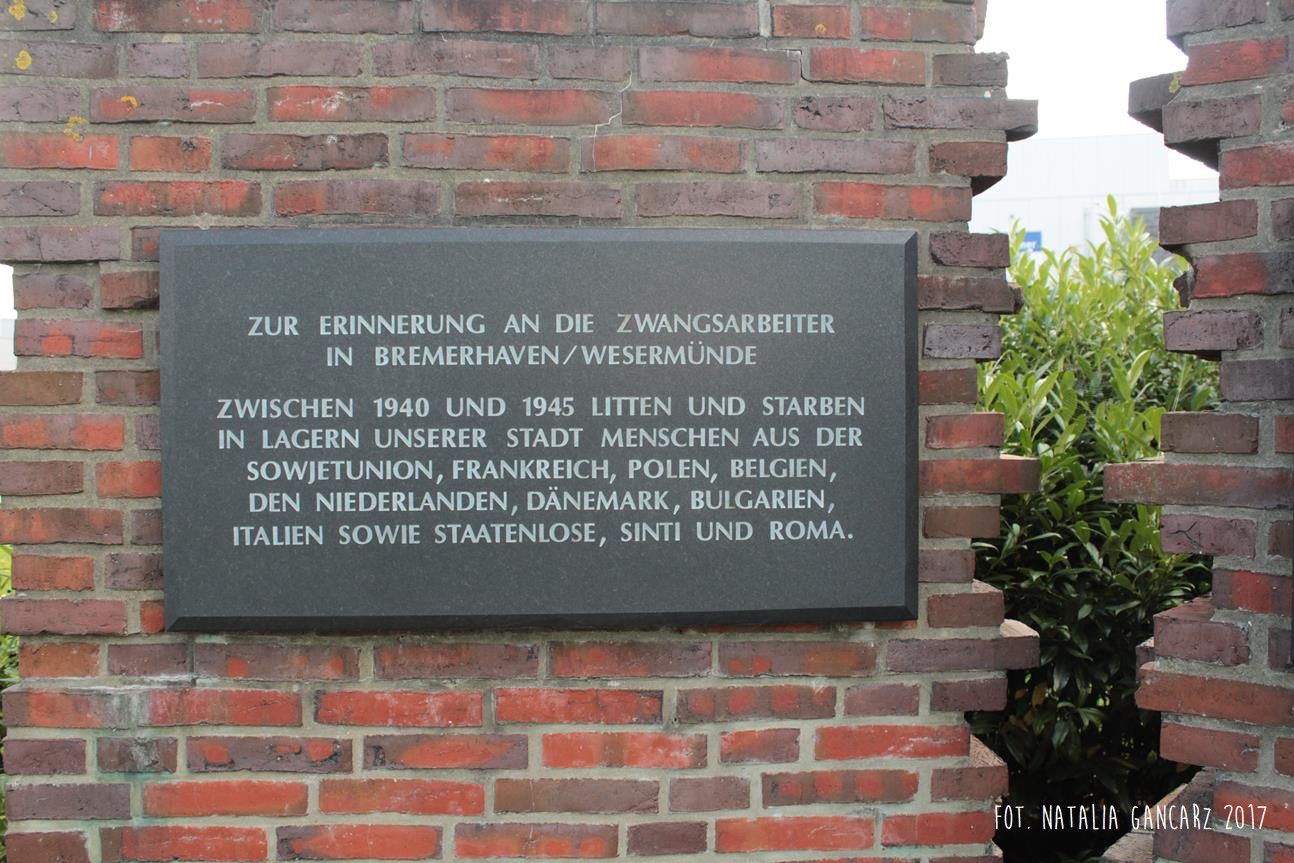 ZUR ERINNERUNG AN DIE ZWANGSARBEITER
IN BREMERHAVEN/WESERMÜNDE
ZWISCHEN 1940 UND 1945 LITTEN UND STARBEN
IN LAGERN UNSERER STADT MENSCHEN AUS DER
SOWJETUNION, FRANKREICH, POLEN, BELGIEN,
DEN NIEDERLANDEN, DÄNEMARK, BULGARIEN,
ITALIEN SOWIE STAATENLOSE, SINTI UND ROMA.
FOT. NATALIA GANCARZ 2017